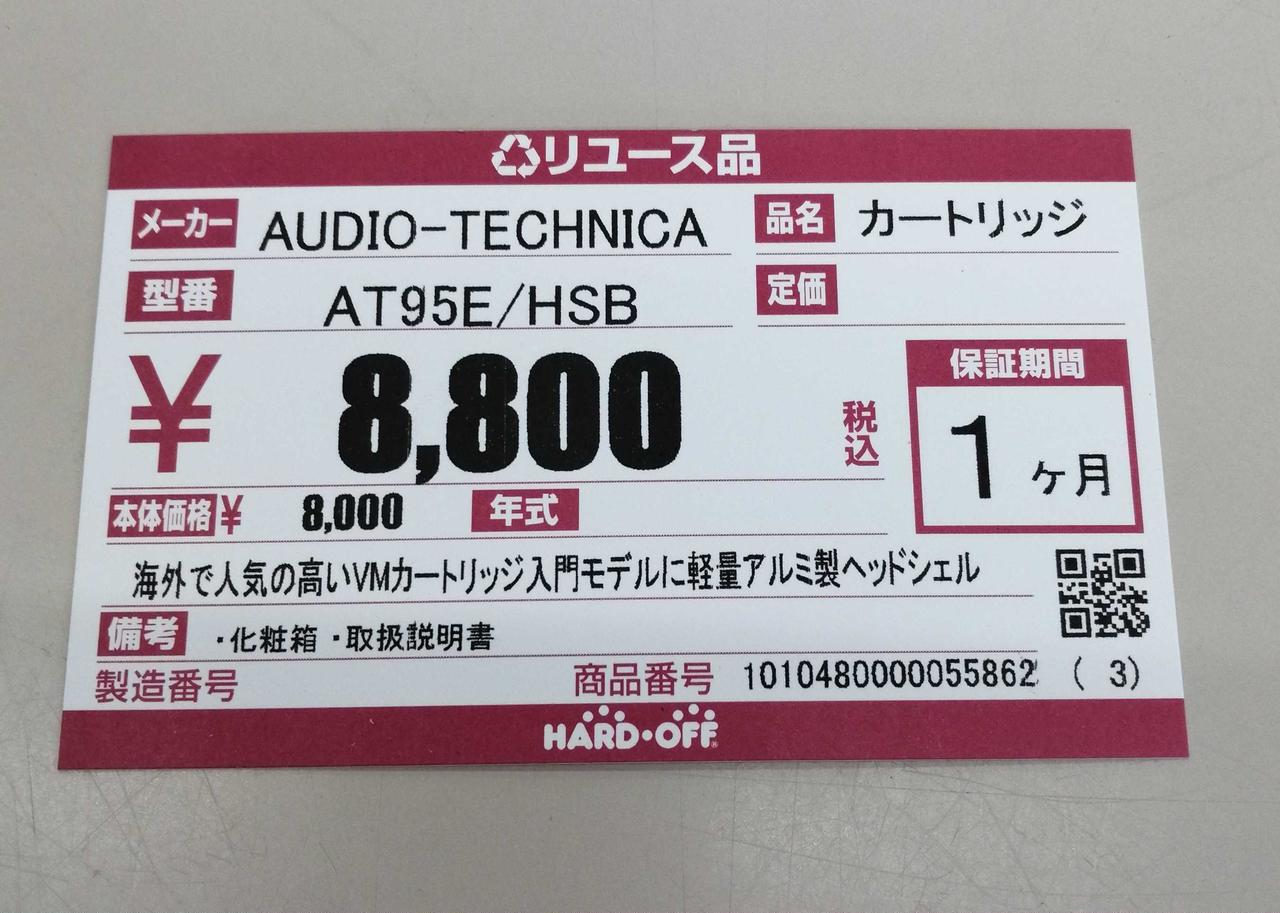 リユース品
メーカー AUDIO-TECHNICA 品名 カートリッジ
型番 AT95E/HSB 定価
¥ 8,800 税込
保証期間
1ヶ月
本体価格¥ 8,000 年式
海外で人気の高いVMカートリッジ入門モデルに軽量アルミ製ヘッドシェル
備考 ・化粧箱 ・取扱説明書
製造番号 商品番号 1010480000055862 ( 3)
HARD・OFF